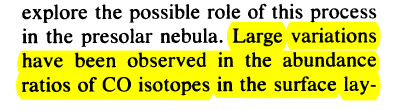 explore the possible role of this process
in the presolar nebula. Large variations
have been observed in the abundance
ratios of CO isotopes in the surface lay-